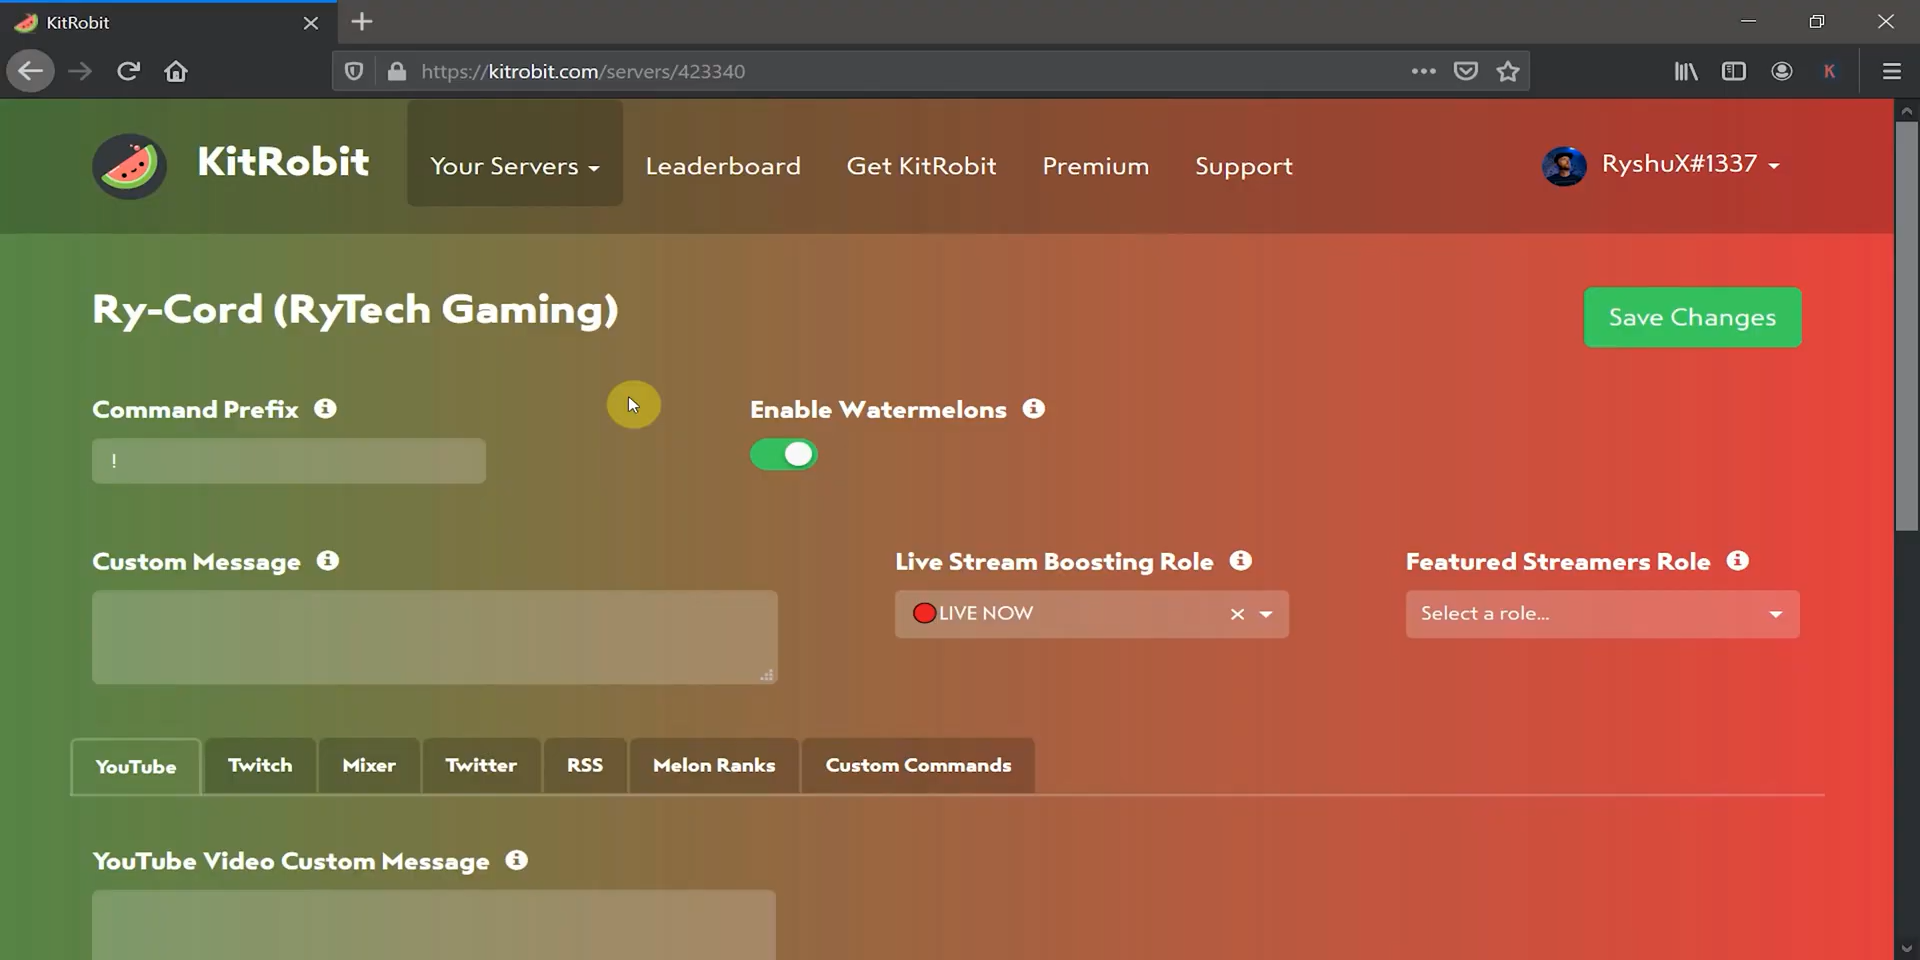 KitRobit
https://kitrobit.com/servers/423340
K
KitRobit
Your Servers
Leaderboard
Get KitRobit
Premium
Support
RyshuX#1337
Ry-Cord (RyTech Gaming)
Save Changes
Command Prefix
!
Enable Watermelons
Custom Message
Live Stream Boosting Role
LIVE NOW
Featured Streamers Role
Select a role...
YouTube
Twitch
Mixer
Twitter
RSS
Melon Ranks
Custom Commands
YouTube Video Custom Message